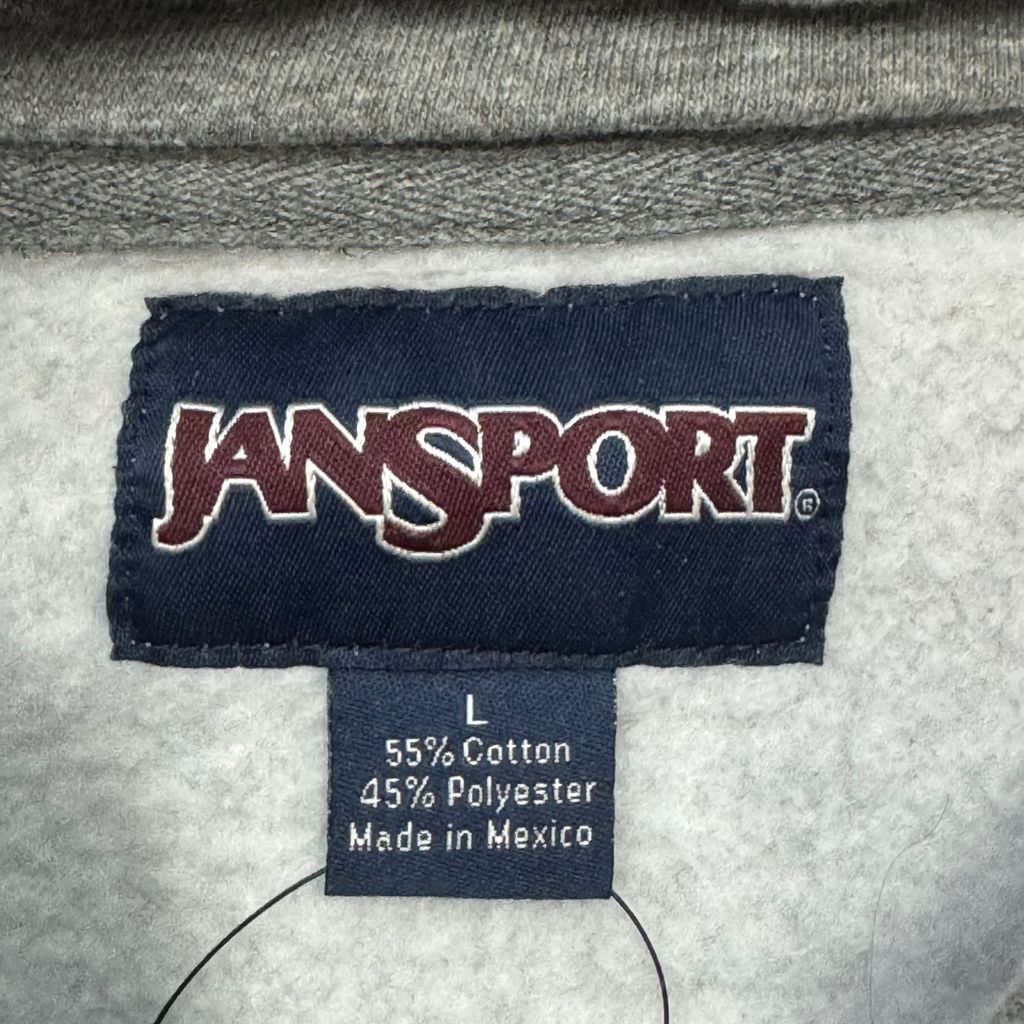 JANSPORT®
L
55% Cotton
45% Polyester
Made in Mexico